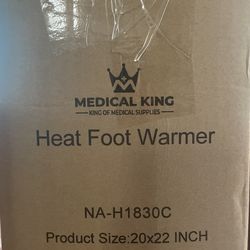 MEDICAL KING
KING OF MEDICAL SUPPLIES
Heat Foot Warmer
NA-H1830C
Product Size:20x22 INCH